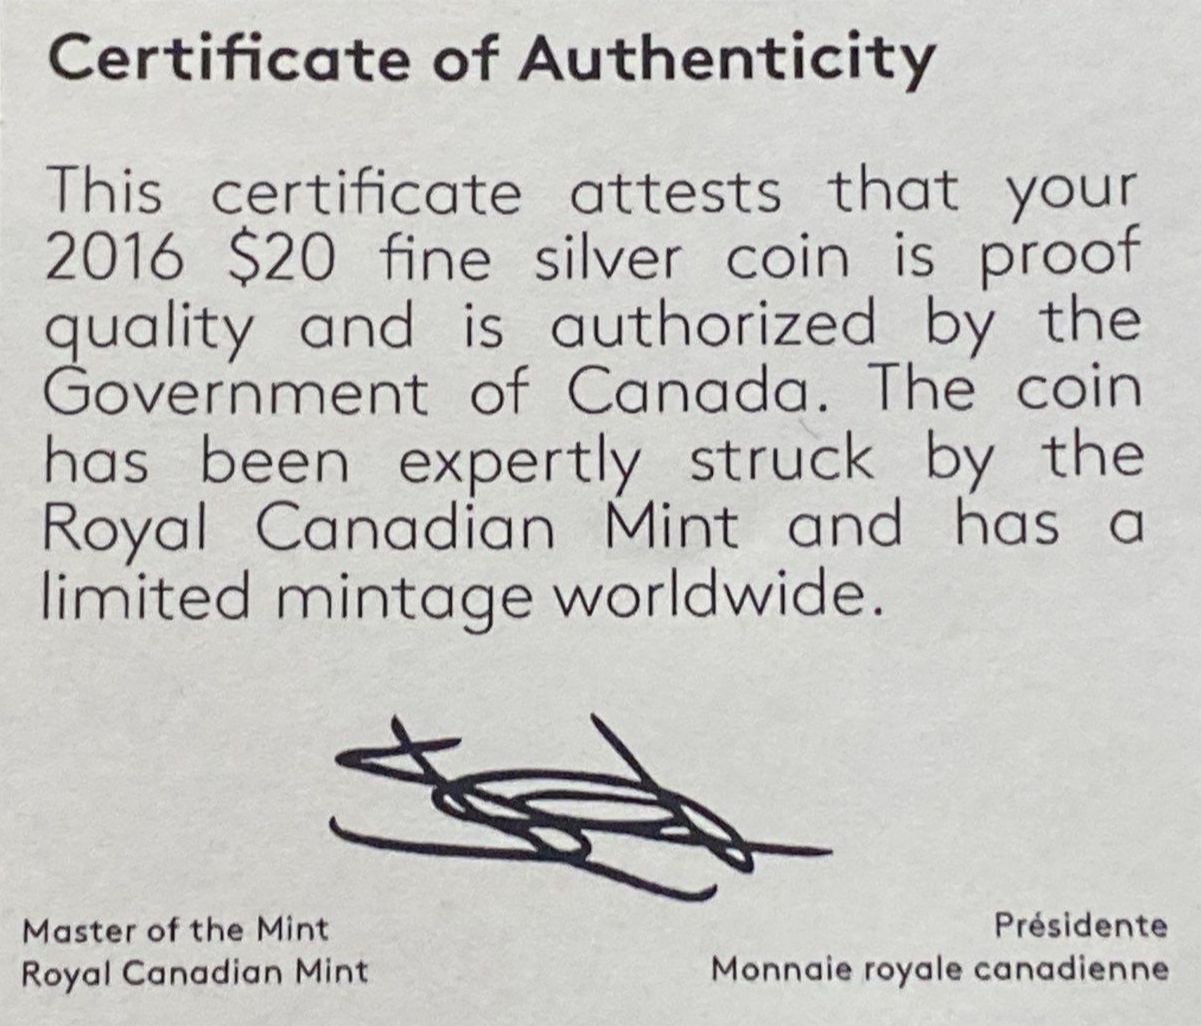 Certificate of Authenticity
This certificate attests that your
2016 $20 fine silver coin is proof
quality and is authorized by the
Government of Canada. The coin
has been expertly struck by the
Royal Canadian Mint and has a
limited mintage worldwide.
Master of the Mint
Royal Canadian Mint
Présidente
Monnaie royale canadienne